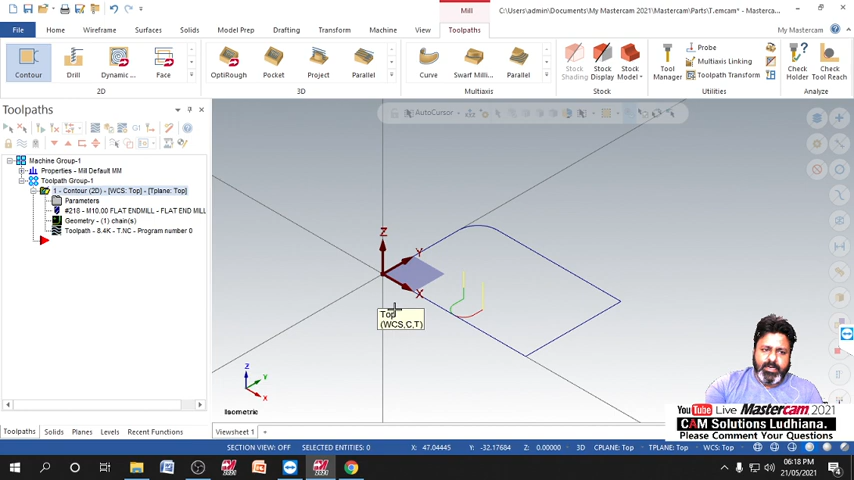 Mill
C:\Users\admin\Documents\My Mastercam 2021\Parts\T.emcam* - Masterca...
File Home Wireframe Surfaces Solids Model Prep Drafting Transform Machine View Toolpaths My Mastercam
Contour Drill Dynamic ... Face
OptiRough Pocket Project Parallel
Curve Swarf Milli... Parallel
Stock Shading Stock Display Stock Model
Tool Manager
Probe
Multiaxis Linking
Toolpath Transform
Check Holder Check Tool Reach
2D 3D Multiaxis Stock Utilities Analyze
Toolpaths
AutoCursor
G1
Machine Group-1
Properties - Mill Default MM
Toolpath Group-1
1 - Contour (2D) - [WCS: Top] - [Tplane: Top]
Parameters
#218 - M10.00 FLAT ENDMILL - FLAT END MILL
Geometry - (1) chain(s)
Toolpath - 8.4K - T.NC - Program number 0
Z
Y
X
Top
(WCS,C,T)
Z
Y
X
Isometric
YouTube Live Mastercam 2021
CAM Solutions Ludhiana.
Please Comment Your Questions
Toolpaths Solids Planes Levels Recent Functions
Viewsheet 1
SECTION VIEW: OFF SELECTED ENTITIES: 0 X: 47.04445 Y: -32.17684 Z: 0.00000 3D CPLANE: Top TPLANE: Top WCS: Top
06:18 PM
21/05/2021